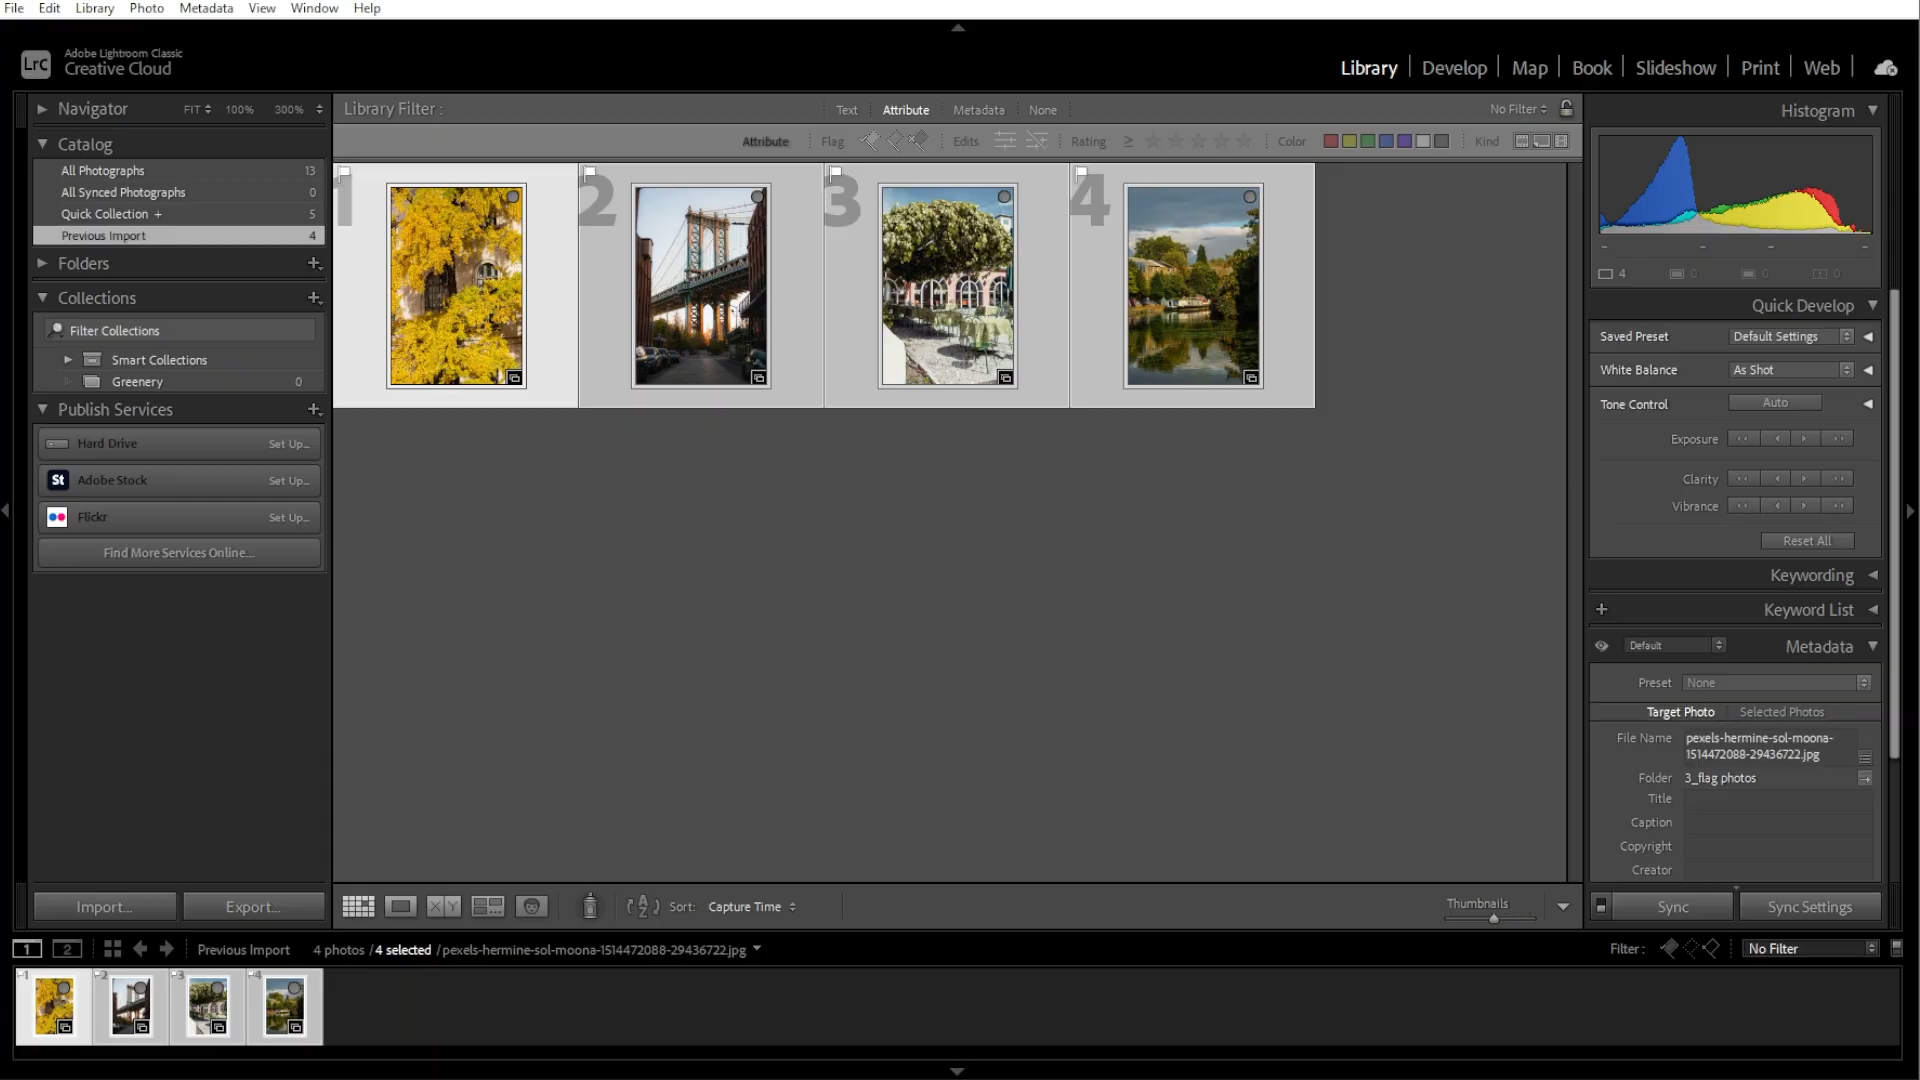 File Edit Library Photo Metadata View Window Help
LrC
Adobe Lightroom Classic
Creative Cloud
Library Develop Map Book Slideshow Print Web
Navigator FIT 100% 300%
Catalog
All Photographs 13
All Synced Photographs 0
Quick Collection + 5
Previous Import 4
Folders
Collections
Filter Collections
Smart Collections
Greenery 0
Publish Services
Hard Drive Set Up...
St Adobe Stock Set Up...
Flickr Set Up...
Find More Services Online...
Import... Export...
Library Filter : Text Attribute Metadata None No Filter
Attribute Flag Edits Rating ≥ Color Kind
1 2 3 4
Sort: Capture Time
Thumbnails
Histogram
4 0 0 0
Quick Develop
Saved Preset Default Settings
White Balance As Shot
Tone Control Auto
Exposure
Clarity
Vibrance
Reset All
Keywording
Keyword List
Default Metadata
Preset None
Target Photo Selected Photos
File Name pexels-hermine-sol-moona-
1514472088-29436722.jpg
Folder 3_flag photos
Title
Caption
Copyright
Creator
Sync Sync Settings
1 2 Previous Import 4 photos / 4 selected / pexels-hermine-sol-moona-1514472088-29436722.jpg Filter : No Filter
1 2 3 4